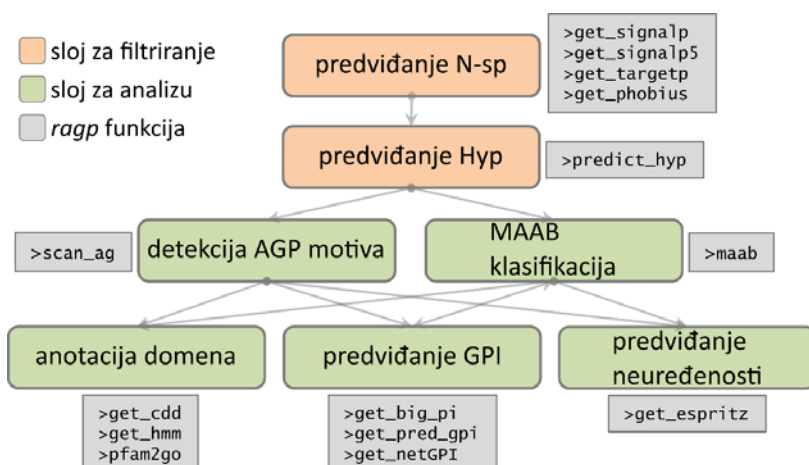 sloj za filtriranje
sloj za analizu
ragp funkcija
predviđanje N-sp
>get_signalp
>get_signalp5
>get_targetp
>get_phobius
predviđanje Hyp
>predict_hyp
>scan_ag
detekcija AGP motiva
MAAB
klasifikacija
>maab
anotacija domena
predviđanje GPI
predviđanje
neuređenosti
>get_cdd
>get_hmm
>pfam2go
>get_big_pi
>get_pred_gpi
>get_netGPI
>get_espritz